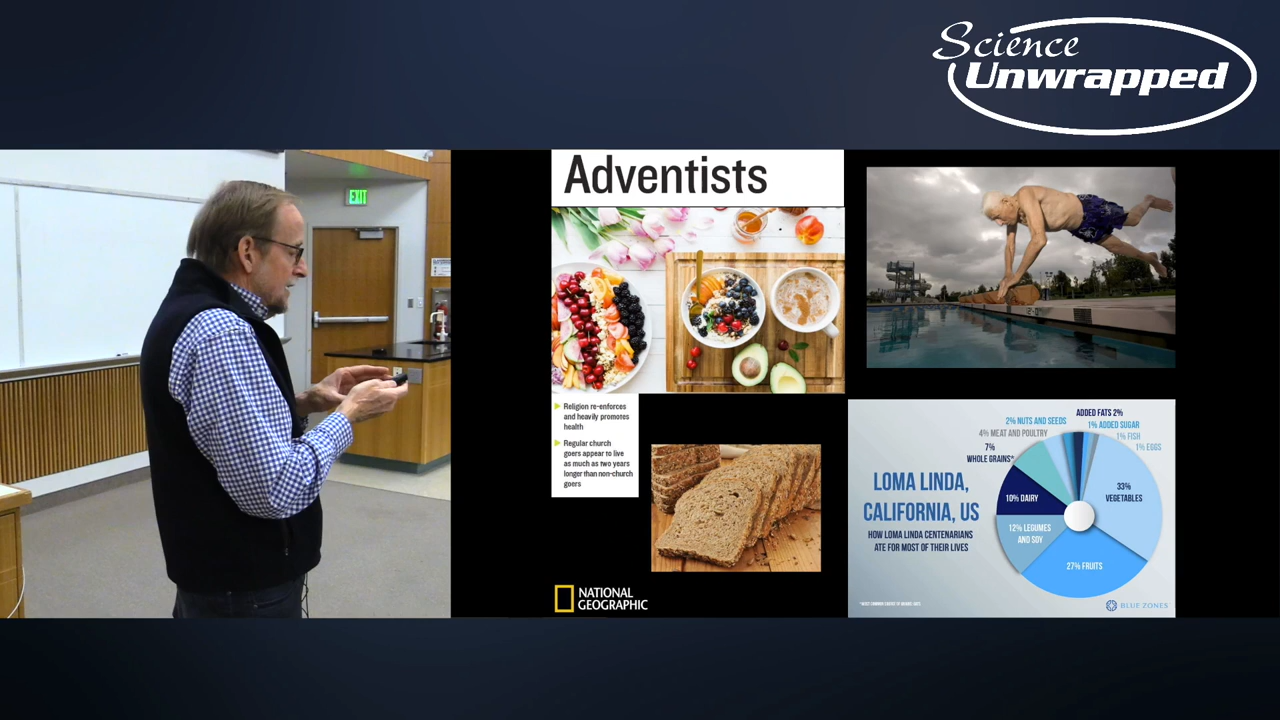 Science
Unwrapped
EXIT
Adventists
Religion re-enforces
and heavily promotes
health
Regular church
goers appear to live
as much as two years
longer than non-church
goers
NATIONAL
GEOGRAPHIC
LOMA LINDA,
CALIFORNIA, US
HOW LOMA LINDA CENTENARIANS
ATE FOR MOST OF THEIR LIVES
ADDED FATS 2%
2% NUTS AND SEEDS
1% ADDED SUGAR
4% MEAT AND POULTRY
1% FISH
7%
WHOLE GRAINS*
1% EGGS
33%
VEGETABLES
10% DAIRY
12% LEGUMES
AND SOY
27% FRUITS
BLUE ZONES